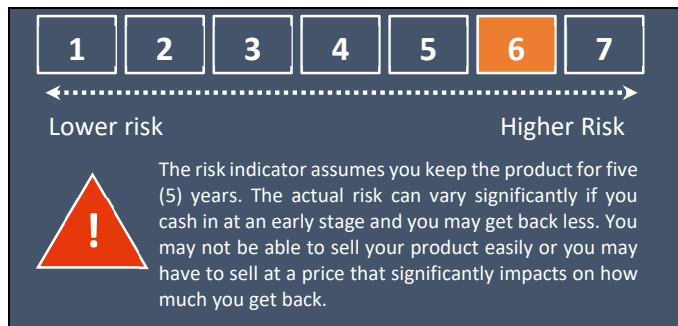 1 2 3 4 5 6 7
Lower risk Higher Risk
The risk indicator assumes you keep the product for five
(5) years. The actual risk can vary significantly if you
cash in at an early stage and you may get back less. You
may not be able to sell your product easily or you may
have to sell at a price that significantly impacts on how
much you get back.
!